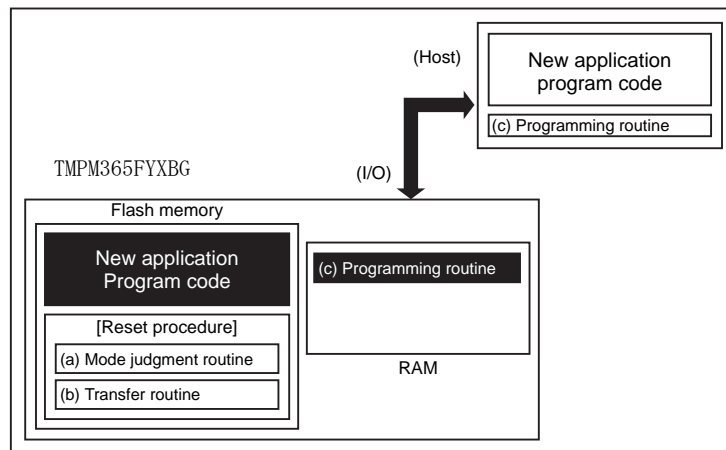 (Host)
New application
program code
(c) Programming routine
TMPM365FYXBG
(I/O)
Flash memory
New application
Program code
(c) Programming routine
[Reset procedure]
(a) Mode judgment routine
(b) Transfer routine
RAM